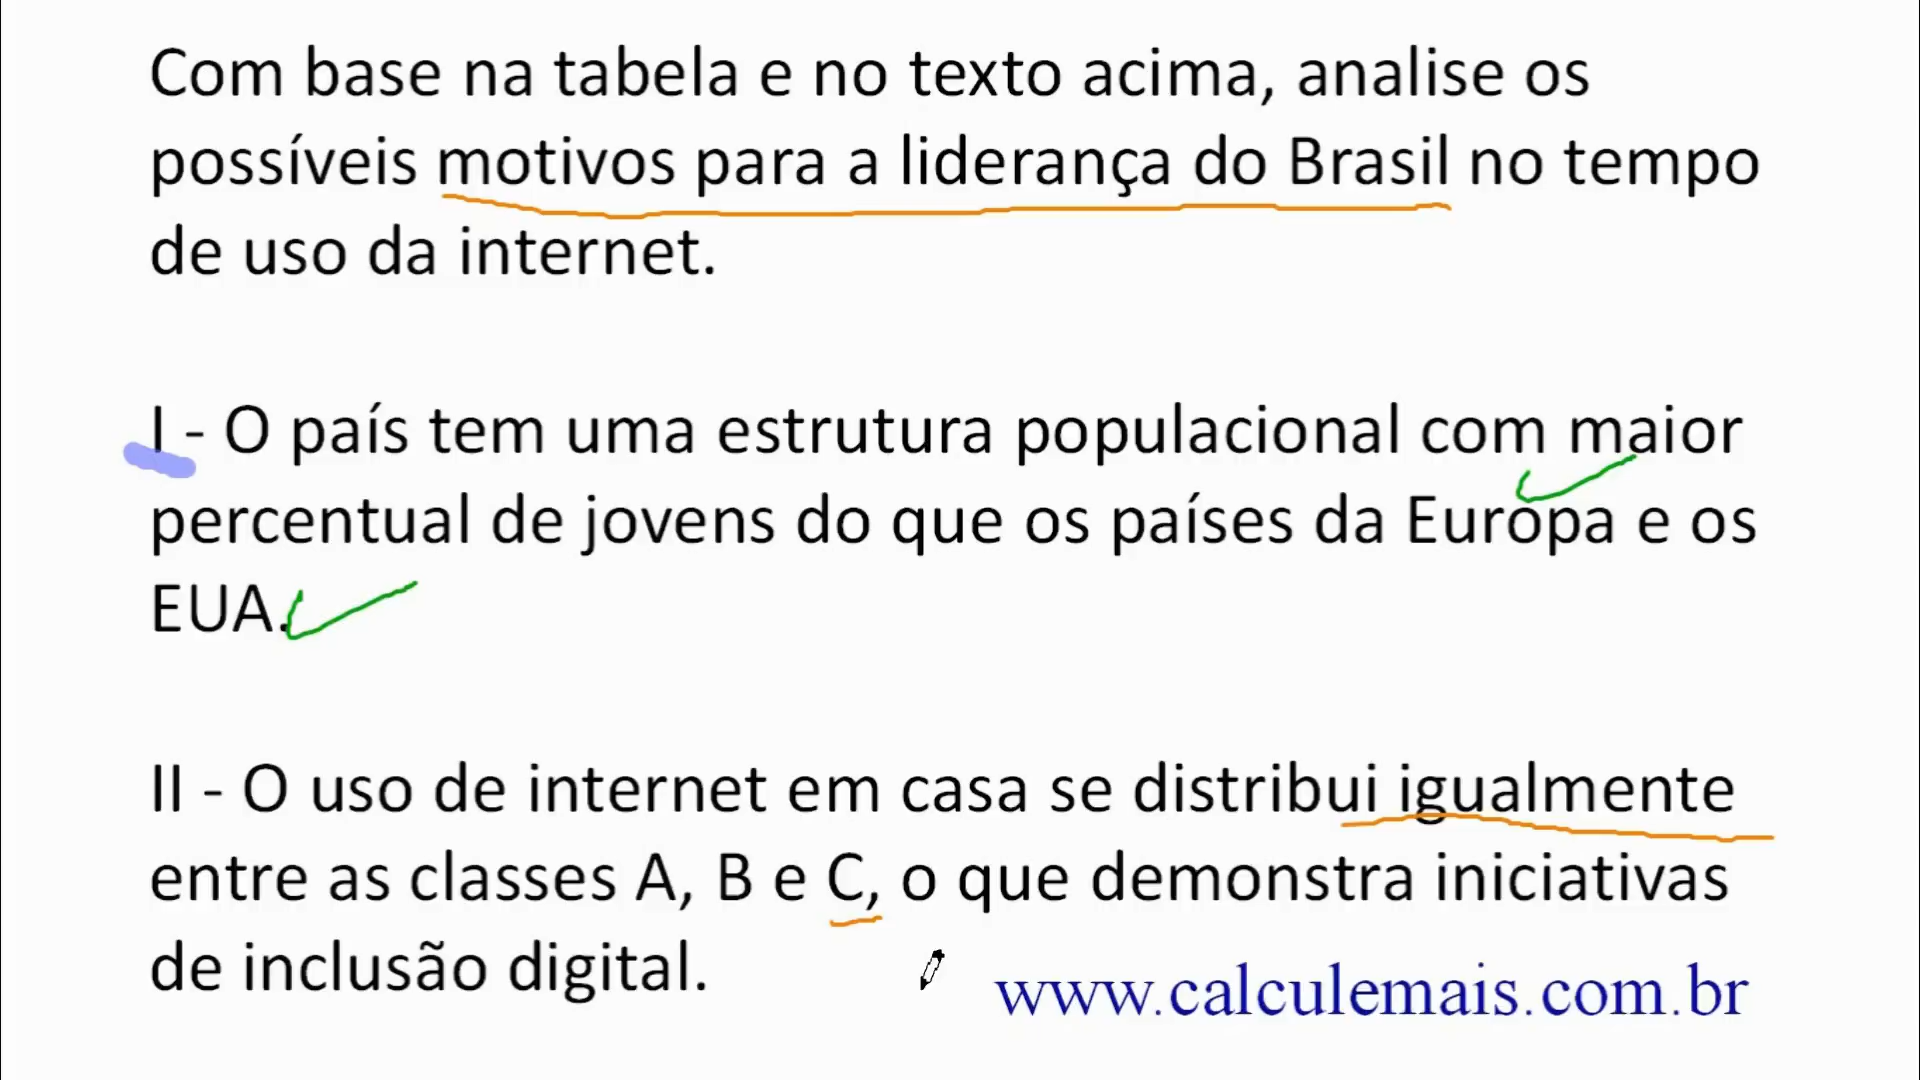 Com base na tabela e no texto acima, analise os
possíveis motivos para a liderança do Brasil no tempo
de uso da internet.
I - O país tem uma estrutura populacional com maior
percentual de jovens do que os países da Europa e os
EUA.
II - O uso de internet em casa se distribui igualmente
entre as classes A, B e C, o que demonstra iniciativas
de inclusão digital.
www.calculemais.com.br